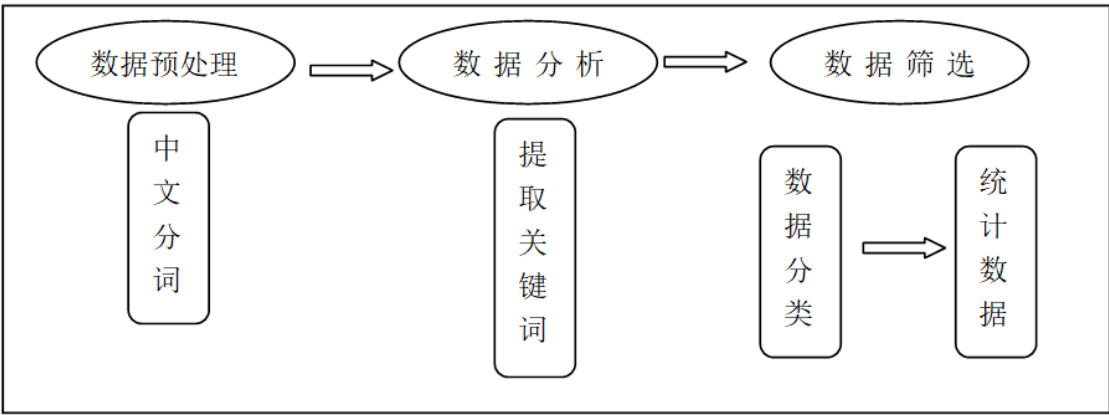 数据预处理
数据分析
数据筛选
中文分词
提取关键词
数据分类
统计数据